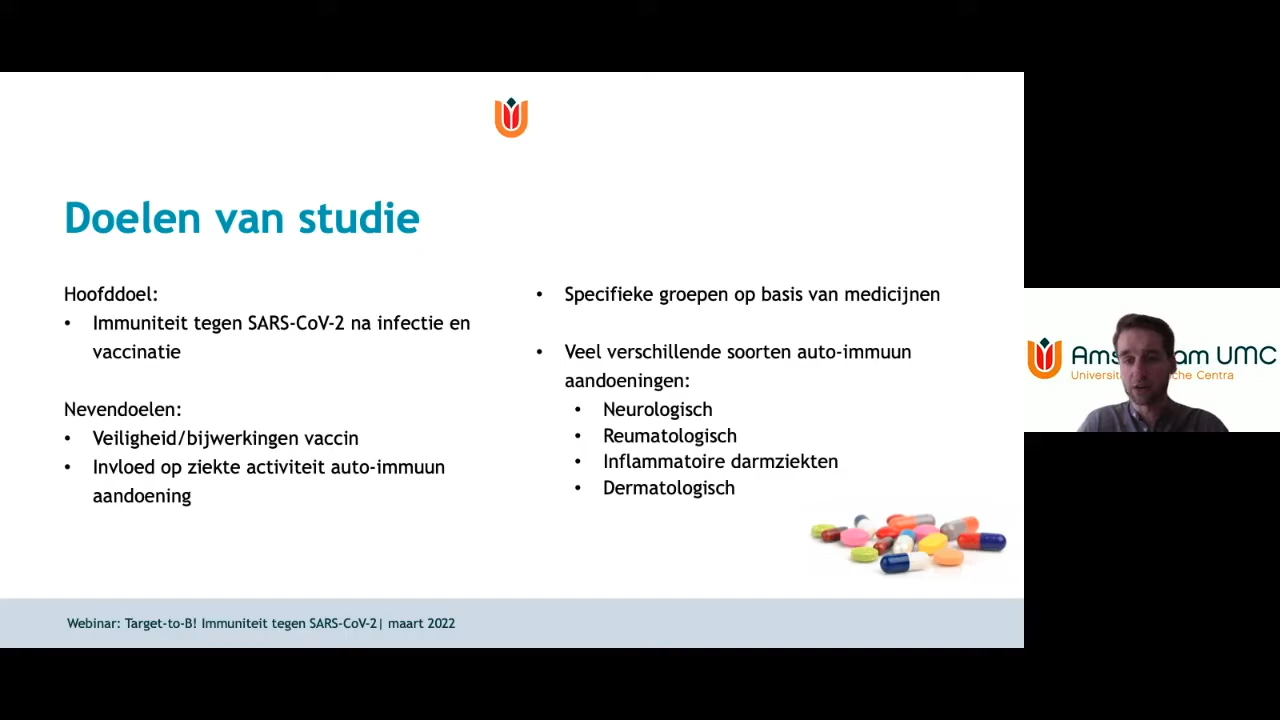 Doelen van studie
Hoofddoel:
• Immuniteit tegen SARS-CoV-2 na infectie en
vaccinatie
Nevendoelen:
• Veiligheid/bijwerkingen vaccin
• Invloed op ziekte activiteit auto-immuun
aandoening
• Specifieke groepen op basis van medicijnen
• Veel verschillende soorten auto-immuun
aandoeningen:
• Neurologisch
• Reumatologisch
• Inflammatoire darmziekten
• Dermatologisch
Webinar: Target-to-B! Immuniteit tegen SARS-CoV-2| maart 2022
UMC
Centra